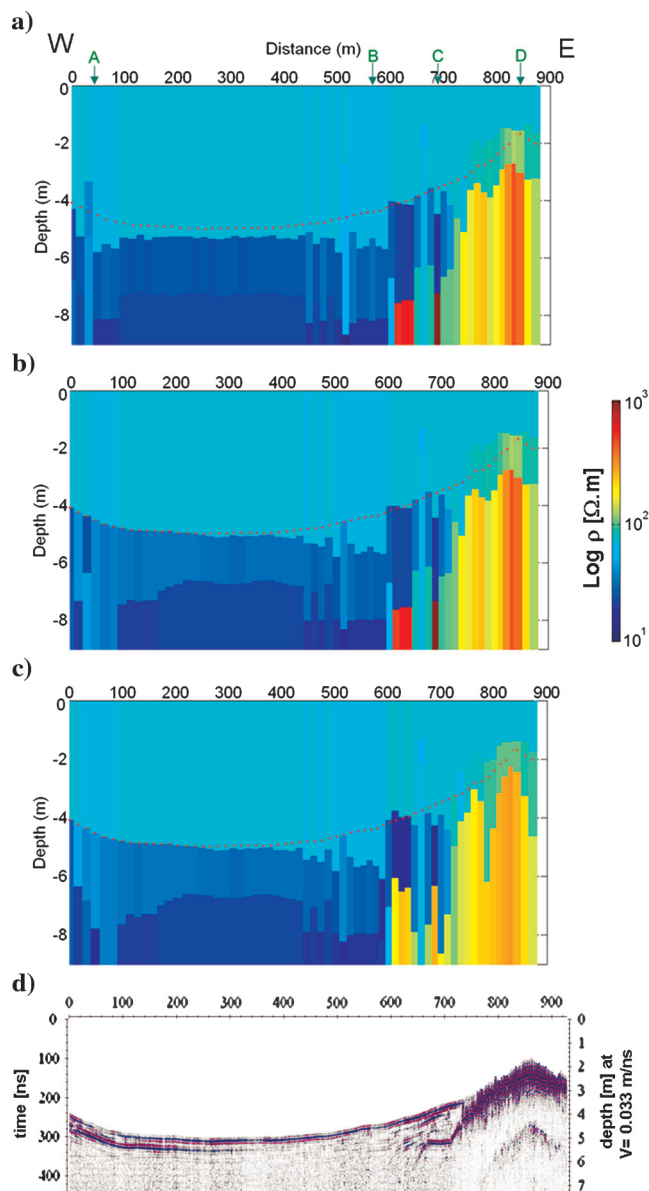 a)
W Distance (m) E
A B C D
0 100 200 300 400 500 600 700 800 900
0
-2
-4
-6
-8
Depth (m)
b)
0 100 200 300 400 500 600 700 800 900
0
-2
-4
-6
-8
Depth (m)
10³
10²
10¹
Log ρ [Ω.m]
c)
0 100 200 300 400 500 600 700 800 900
0
-2
-4
-6
-8
Depth (m)
d)
0 100 200 300 400 500 600 700 800 900
0
100
200
300
400
time [ns]
0
1
2
3
4
5
6
7
depth [m] at
V= 0.033 m/ns